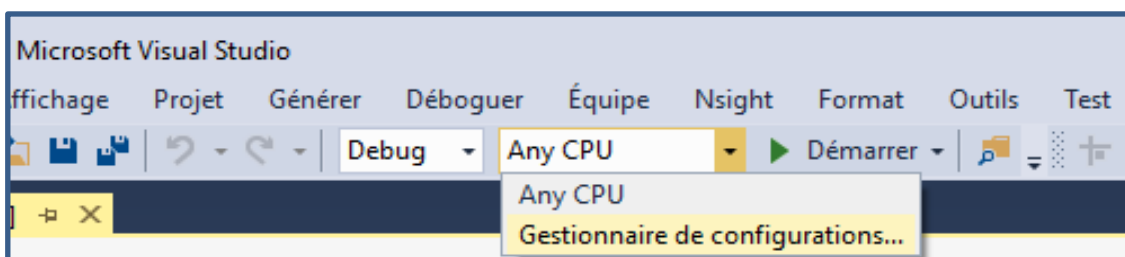 Microsoft Visual Studio
ffichage Projet Générer Déboguer Équipe Nsight Format Outils Test
Debug Any CPU Démarrer
Any CPU
Gestionnaire de configurations...